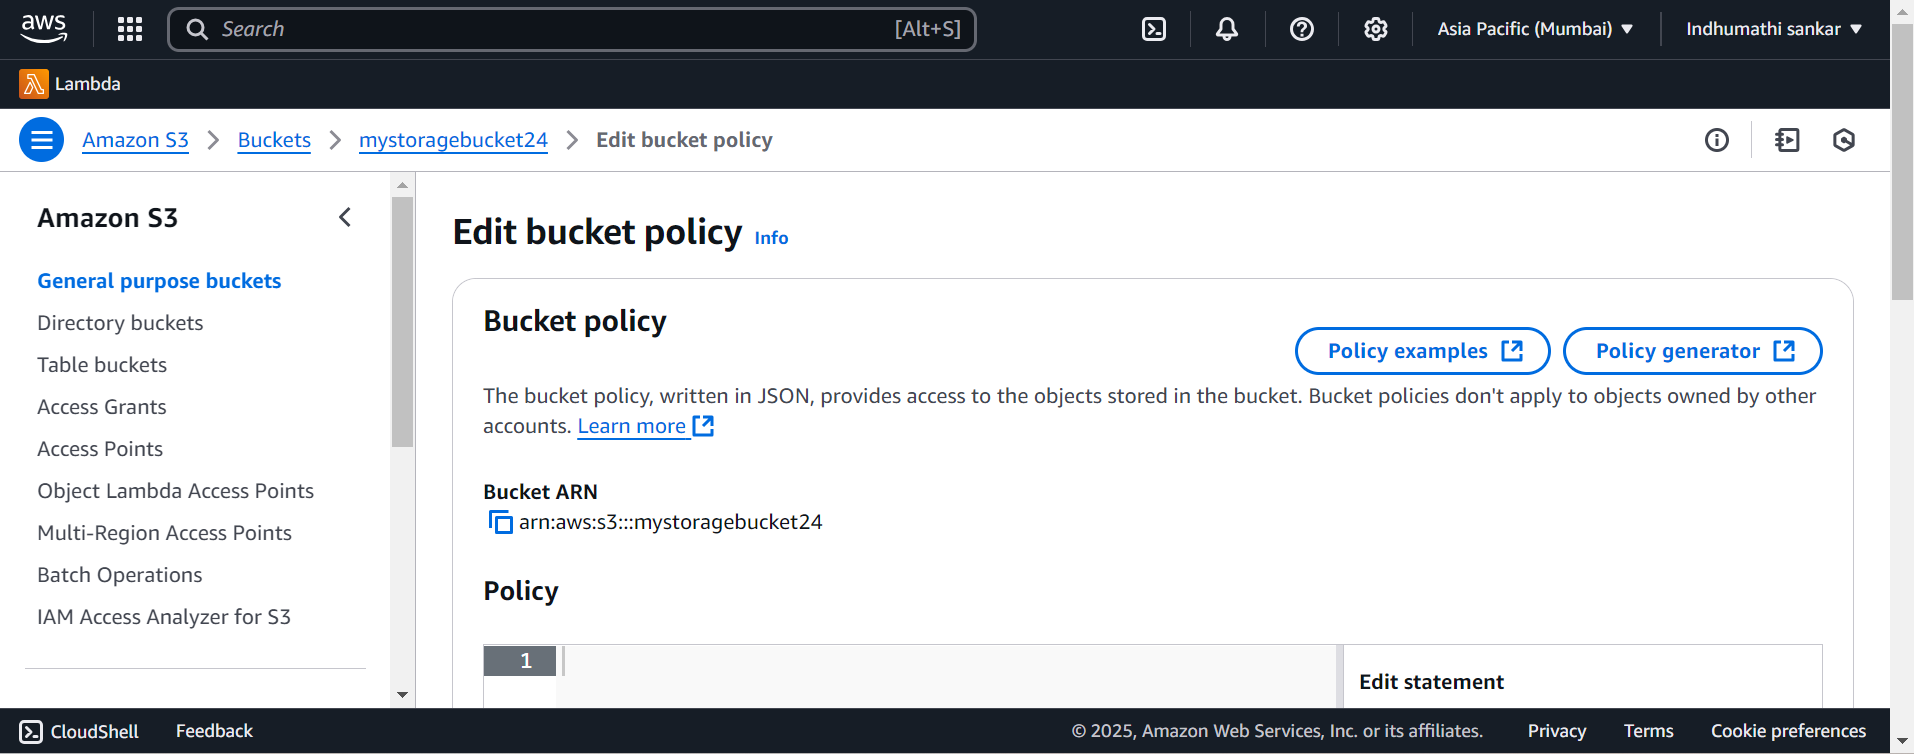 aws
Search
[Alt+S]
Asia Pacific (Mumbai)
Indhumathi sankar
Lambda
Amazon S3
Buckets
mystoragebucket24
Edit bucket policy
Amazon S3
General purpose buckets
Directory buckets
Table buckets
Access Grants
Access Points
Object Lambda Access Points
Multi-Region Access Points
Batch Operations
IAM Access Analyzer for S3
Edit bucket policy Info
Bucket policy
Policy examples
Policy generator
The bucket policy, written in JSON, provides access to the objects stored in the bucket. Bucket policies don't apply to objects owned by other
accounts. Learn more
Bucket ARN
arn:aws:s3:::mystoragebucket24
Policy
1
Edit statement
CloudShell
Feedback
© 2025, Amazon Web Services, Inc. or its affiliates.
Privacy
Terms
Cookie preferences